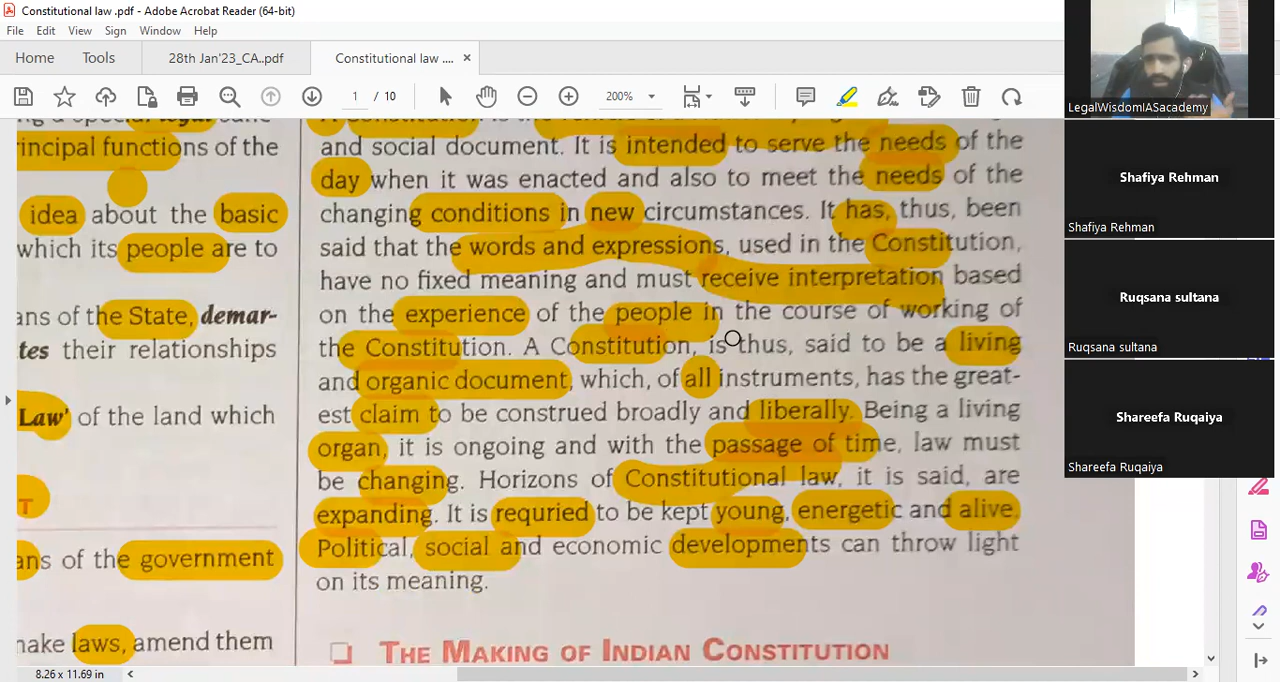 Constitutional law .pdf - Adobe Acrobat Reader (64-bit)
File Edit View Sign Window Help
Home Tools 28th Jan'23_CA..pdf Constitutional law .... ×
1 / 10 200%
incipal functions of the
idea about the basic
which its people are to
ans of the State, demar-
tes their relationships
Law' of the land which
T
ans of the government
make laws, amend them
and social document. It is intended to serve the needs of the
day when it was enacted and also to meet the needs of the
changing conditions in new circumstances. It has, thus, been
said that the words and expressions, used in the Constitution,
have no fixed meaning and must receive interpretation based
on the experience of the people in the course of working of
the Constitution. A Constitution, is thus, said to be a living
and organic document, which, of all instruments, has the great-
est claim to be construed broadly and liberally. Being a living
organ, it is ongoing and with the passage of time, law must
be changing. Horizons of Constitutional law, it is said, are
expanding. It is requried to be kept young, energetic and alive.
Political, social and economic developments can throw light
on its meaning.
THE MAKING OF INDIAN CONSTITUTION
8.26 x 11.69 in
LegalWisdomIASacademy
Shafiya Rehman
Shafiya Rehman
Ruqsana sultana
Ruqsana sultana
Shareefa Ruqaiya
Shareefa Ruqaiya